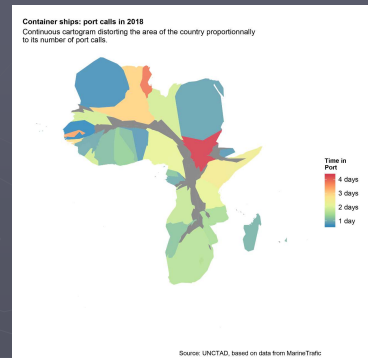 Container ships: port calls in 2018
Continuous cartogram distorting the area of the country proportionnally
to its number of port calls.
Time in
Port
4 days
3 days
2 days
1 day
Source: UNCTAD, based on data from MarineTrafic